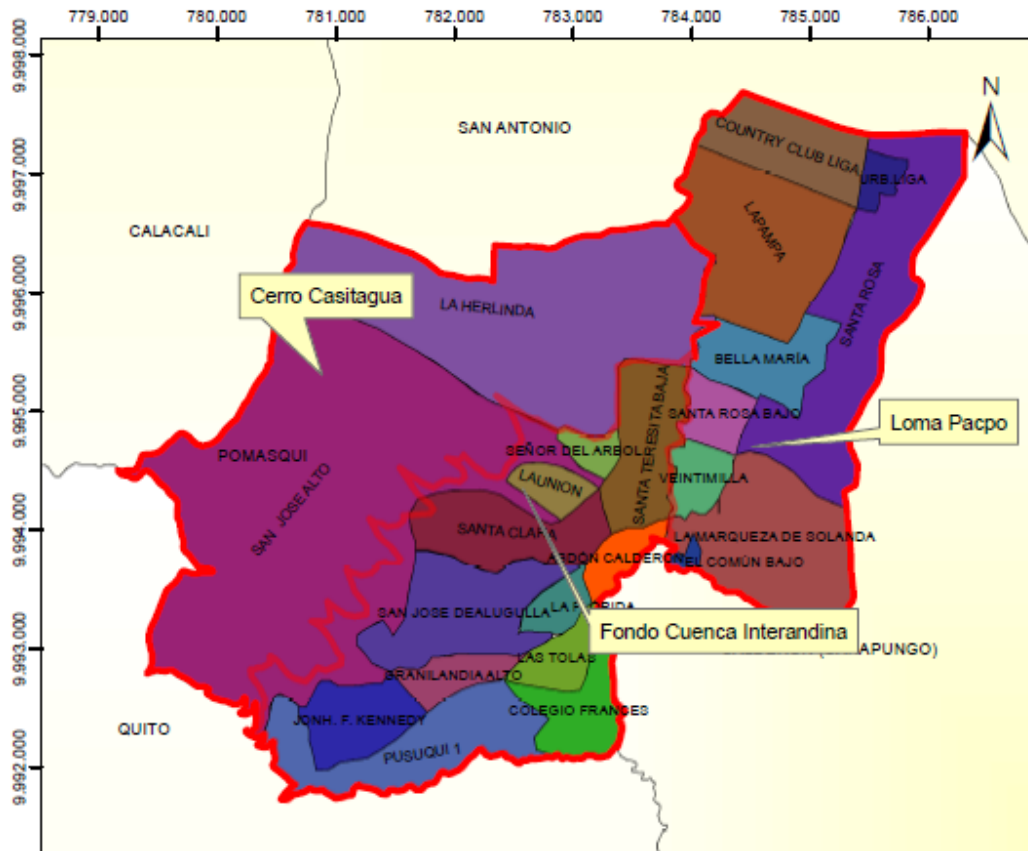 779.000 780.000 781.000 782.000 783.000 784.000 785.000 786.000
9.998.000
9.997.000
9.996.000
9.995.000
9.994.000
9.993.000
9.992.000
N
SAN ANTONIO
COUNTRY CLUB LIGA
URB.LIGA
CALACALI
LAPAMPA
Cerro Casitagua
LA HERLINDA
SANTA ROSA
BELLA MARÍA
SANTA TERESITA BAJA
SANTA ROSA BAJO
Loma Pacpo
POMASQUI
SEÑOR DEL ARBOL
SAN JOSE ALTO
LAUNION
VEINTIMILLA
SANTA CLARA
LA MARQUEZA DE SOLANDA
ABDÓN CALDERON
EL COMÚN BAJO
SAN JOSE DEALUGULLA
LA FLORIDA
Fondo Cuenca Interandina
LAS TOLAS
APUNGO)
GRANILANDIA ALTO
QUITO
JONH. F. KENNEDY
COLEGIO FRANCES
PUSUQUI 1